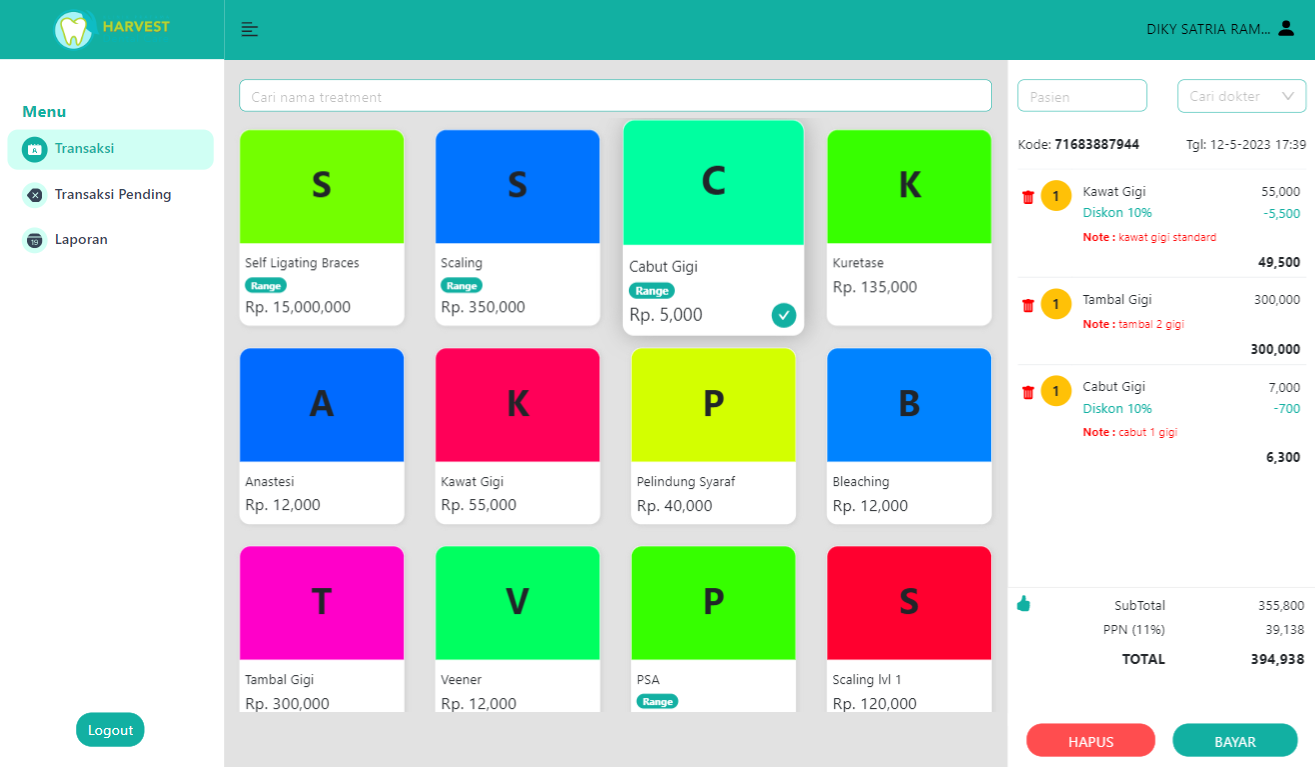 HARVEST
DIKY SATRIA RAM...
Menu
Transaksi
Transaksi Pending
19 Laporan
Logout
Cari nama treatment
S
Self Ligating Braces
Range
Rp. 15,000,000
S
Scaling
Range
Rp. 350,000
C
Cabut Gigi
Range
Rp. 5,000
K
Kuretase
Rp. 135,000
A
Anastesi
Rp. 12,000
K
Kawat Gigi
Rp. 55,000
P
Pelindung Syaraf
Rp. 40,000
B
Bleaching
Rp. 12,000
T
Tambal Gigi
Rp. 300,000
V
Veener
Rp. 12,000
P
PSA
Range
S
Scaling lvl 1
Rp. 120,000
Pasien
Cari dokter
Kode: 71683887944 Tgl: 12-5-2023 17:39
1 Kawat Gigi 55,000
Diskon 10% -5,500
Note : kawat gigi standard
49,500
1 Tambal Gigi 300,000
Note : tambal 2 gigi
300,000
1 Cabut Gigi 7,000
Diskon 10% -700
Note : cabut 1 gigi
6,300
SubTotal 355,800
PPN (11%) 39,138
TOTAL 394,938
HAPUS
BAYAR